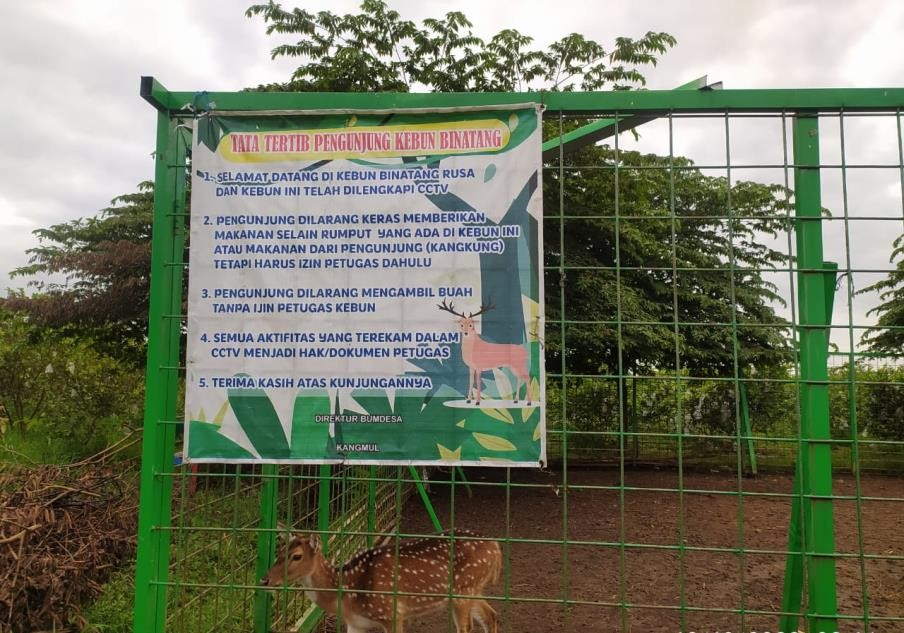 TATA TERTIB PENGUNJUNG KEBUN BINATANG
1. SELAMAT DATANG DI KEBUN BINATANG RUSA
DAN KEBUN INI TELAH DILENGKAPI CCTV
2. PENGUNJUNG DILARANG KERAS MEMBERIKAN
MAKANAN SELAIN RUMPUT YANG ADA DI KEBUN INI
ATAU MAKANAN DARI PENGUNJUNG (KANGKUNG)
TETAPI HARUS IZIN PETUGAS DAHULU
3. PENGUNJUNG DILARANG MENGAMBIL BUAH
TANPA IJIN PETUGAS KEBUN
4. SEMUA AKTIFITAS YANG TEREKAM DALAM
CCTV MENJADI HAK/DOKUMEN PETUGAS
5. TERIMA KASIH ATAS KUNJUNGANNYA
DIREKTUR BUMDESA
KANGMUL